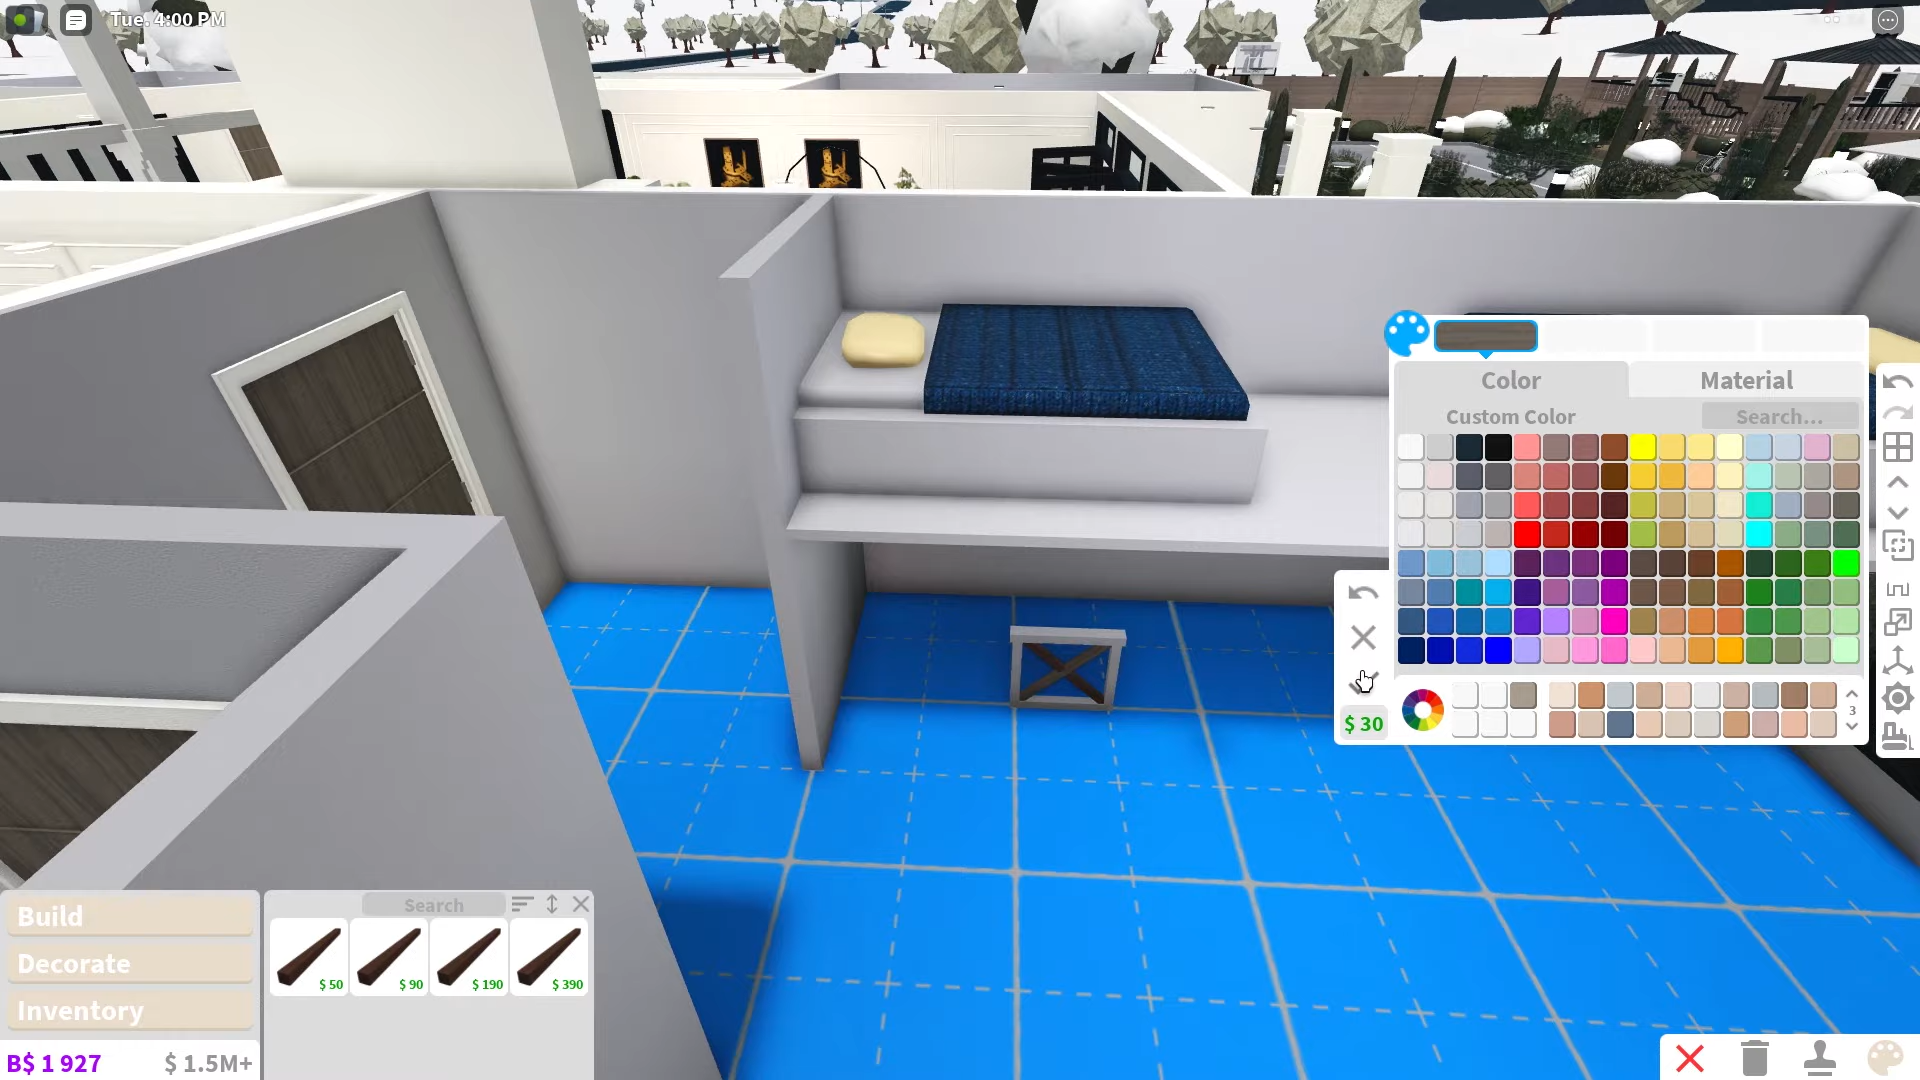 Tue. 4:00 PM
Color
Material
Custom Color
Search...
$ 30
3
Build
Decorate
Inventory
Search
$ 50
$ 90
$ 190
$ 390
B$ 1 927
$ 1.5M+